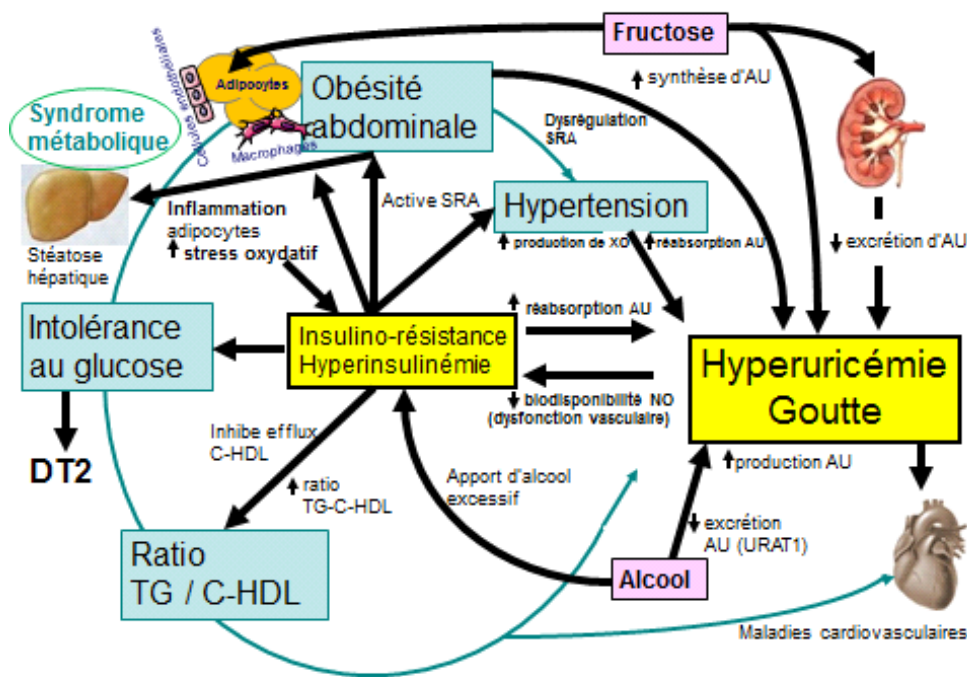 Fructose
↑ synthèse d'AU
Cellules endothéliales
Adipocytes
Macrophages
Obésité
abdominale
Syndrome
métabolique
Dysrégulation
SRA
Stéatose
hépatique
Inflammation
adipocytes
↑ stress oxydatif
Active SRA
Hypertension
↑ production de XO
↑ réabsorption AU
↓ excrétion d'AU
Intolérance
au glucose
Insulino-résistance
Hyperinsulinémie
↑ réabsorption AU
↓ biodisponibilité NO
(dysfonction vasculaire)
Hyperuricémie
Goutte
DT2
Inhibe efflux
C-HDL
↑ ratio
TG-C-HDL
Apport d'alcool
excessif
↑ production AU
↓ excrétion
AU (URAT1)
Ratio
TG / C-HDL
Alcool
Maladies cardiovasculaires